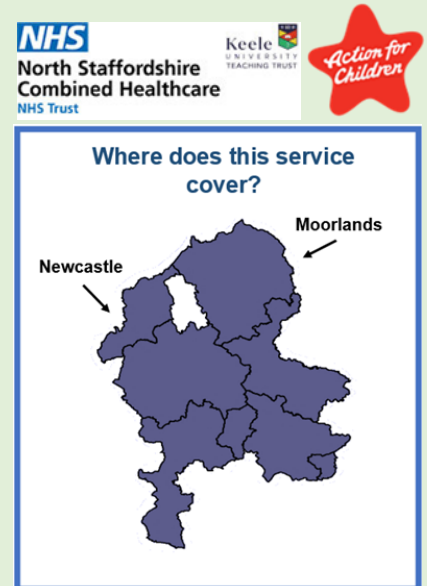 NHS
North Staffordshire
Combined Healthcare
NHS Trust
Keele
UNIVERSITY
TEACHING TRUST
Action for
Children
Where does this service
cover?
Moorlands
Newcastle